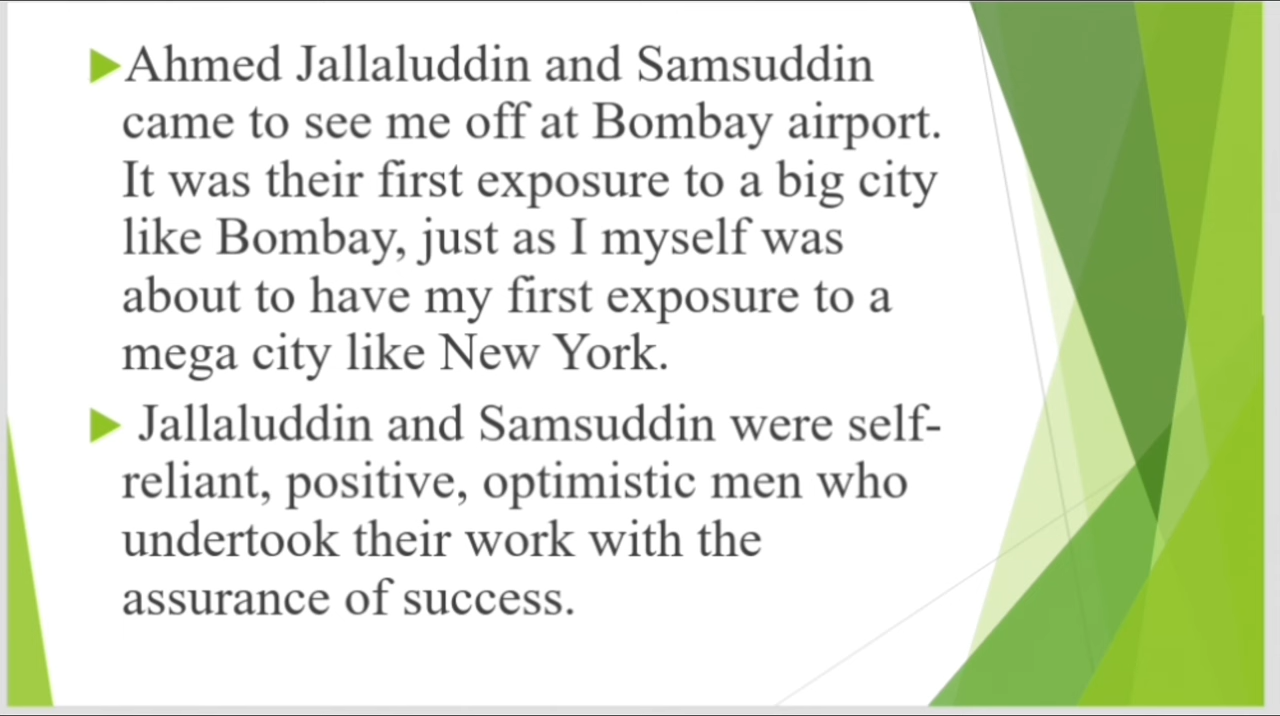 Ahmed Jallaluddin and Samsuddin
came to see me off at Bombay airport.
It was their first exposure to a big city
like Bombay, just as I myself was
about to have my first exposure to a
mega city like New York.
Jallaluddin and Samsuddin were self-
reliant, positive, optimistic men who
undertook their work with the
assurance of success.